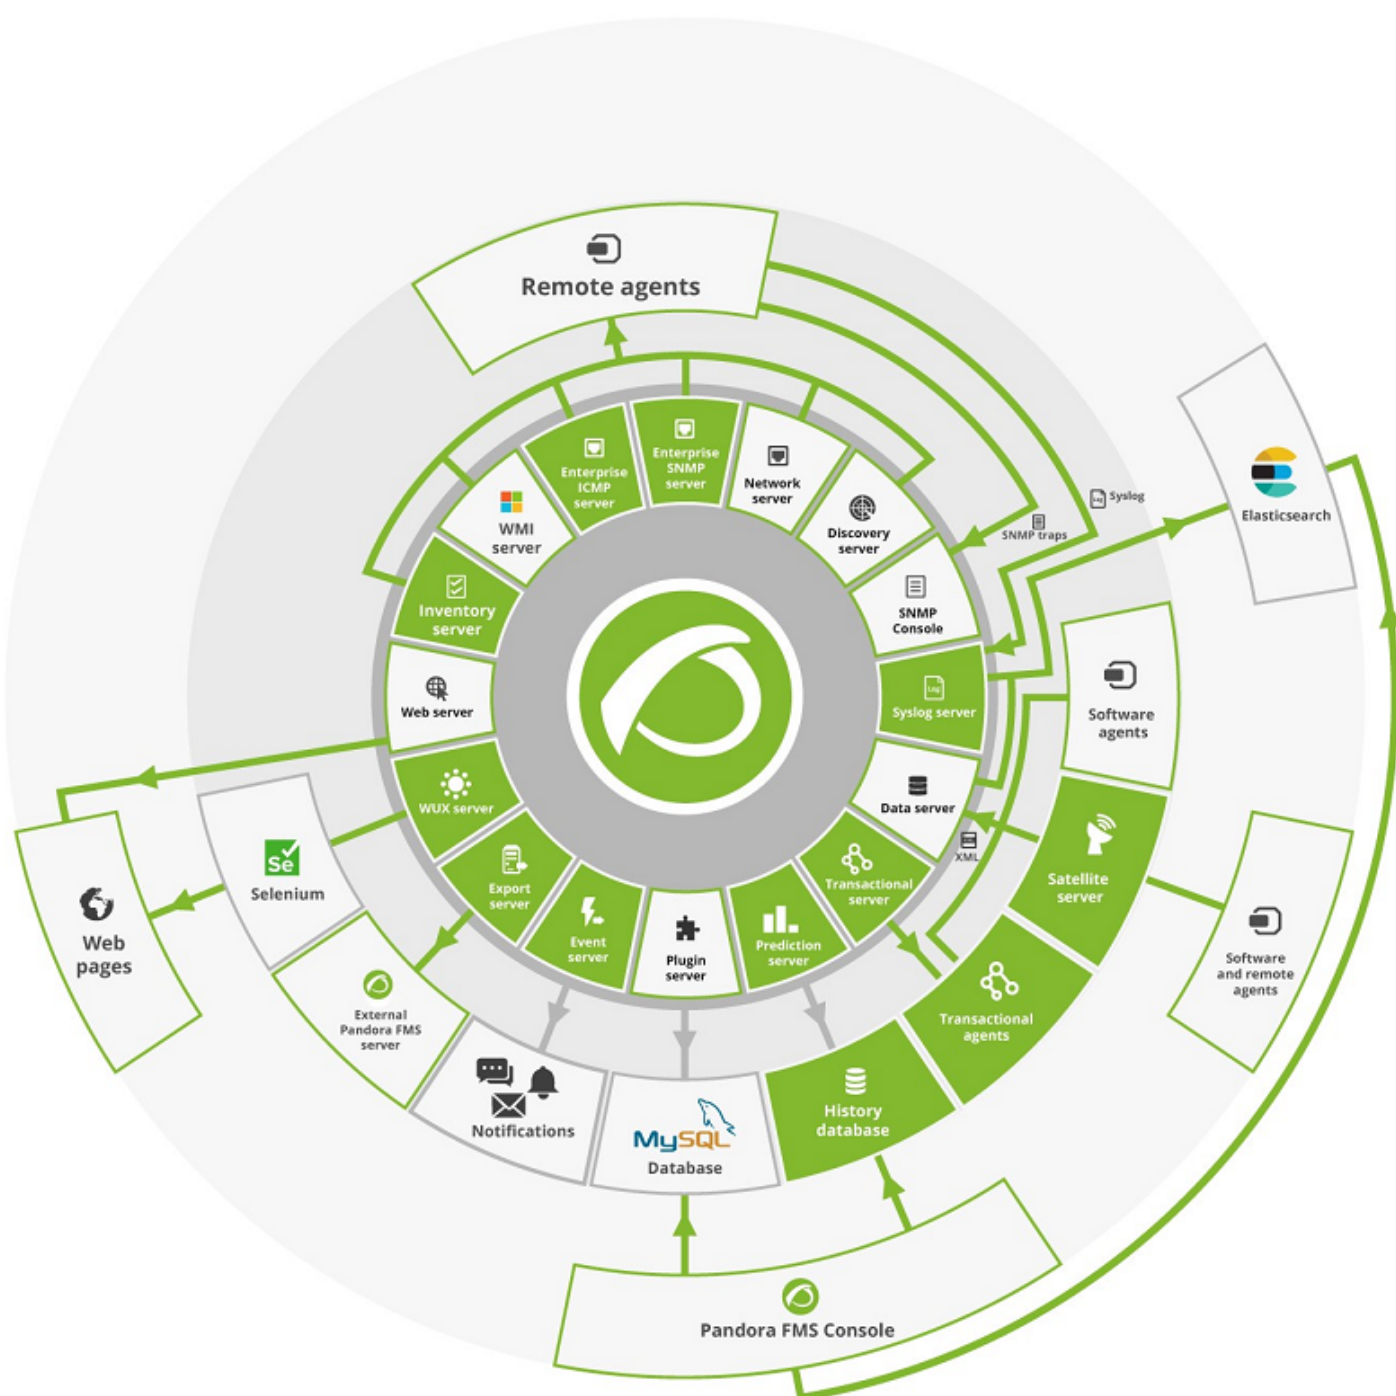 Remote agents
Syslog
SNMP traps
Elasticsearch
Enterprise
SNMP
server
Enterprise
ICMP
server
Network
server
WMI
server
Discovery
server
Inventory
server
SNMP
Console
Web server
Log
Syslog server
Software
agents
WUX server
Data server
XML
Export
server
Transactional
server
Event
server
Plugin
server
Prediction
server
Satellite
server
Se
Selenium
Web
pages
Software
and remote
agents
External
Pandora FMS
server
Transactional
agents
Notifications
MySQL
Database
History
database
Pandora FMS Console